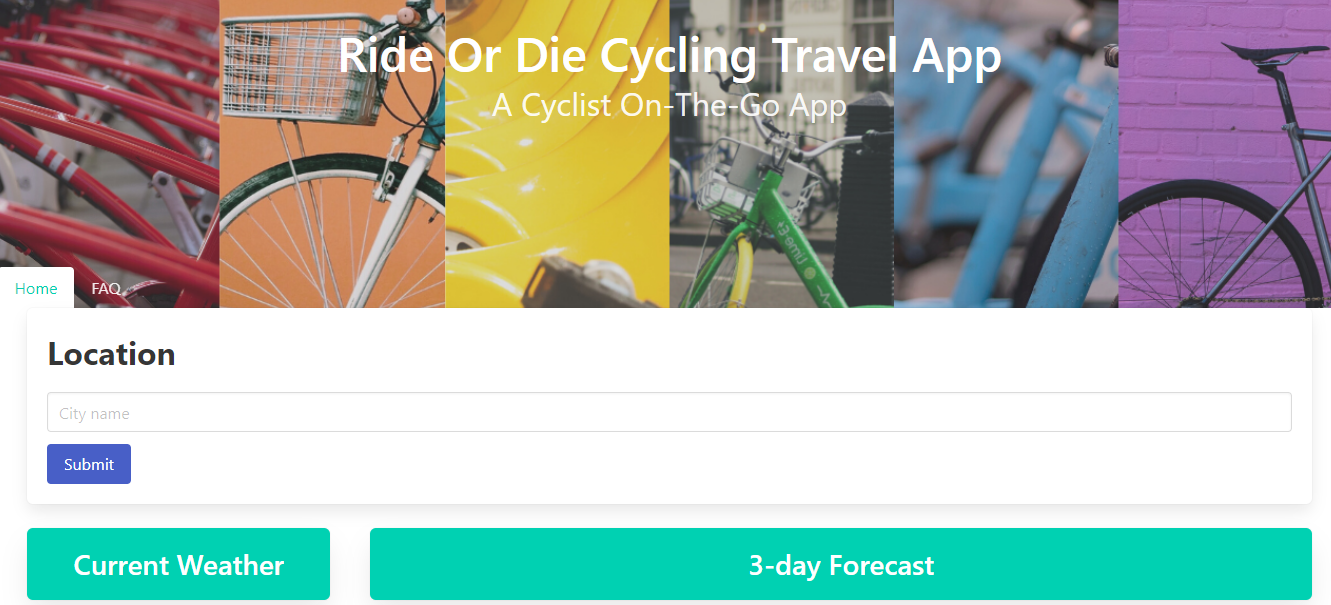 Ride Or Die Cycling Travel App
A Cyclist On-The-Go App
Home FAQ
Location
City name
Submit
Current Weather 3-day Forecast